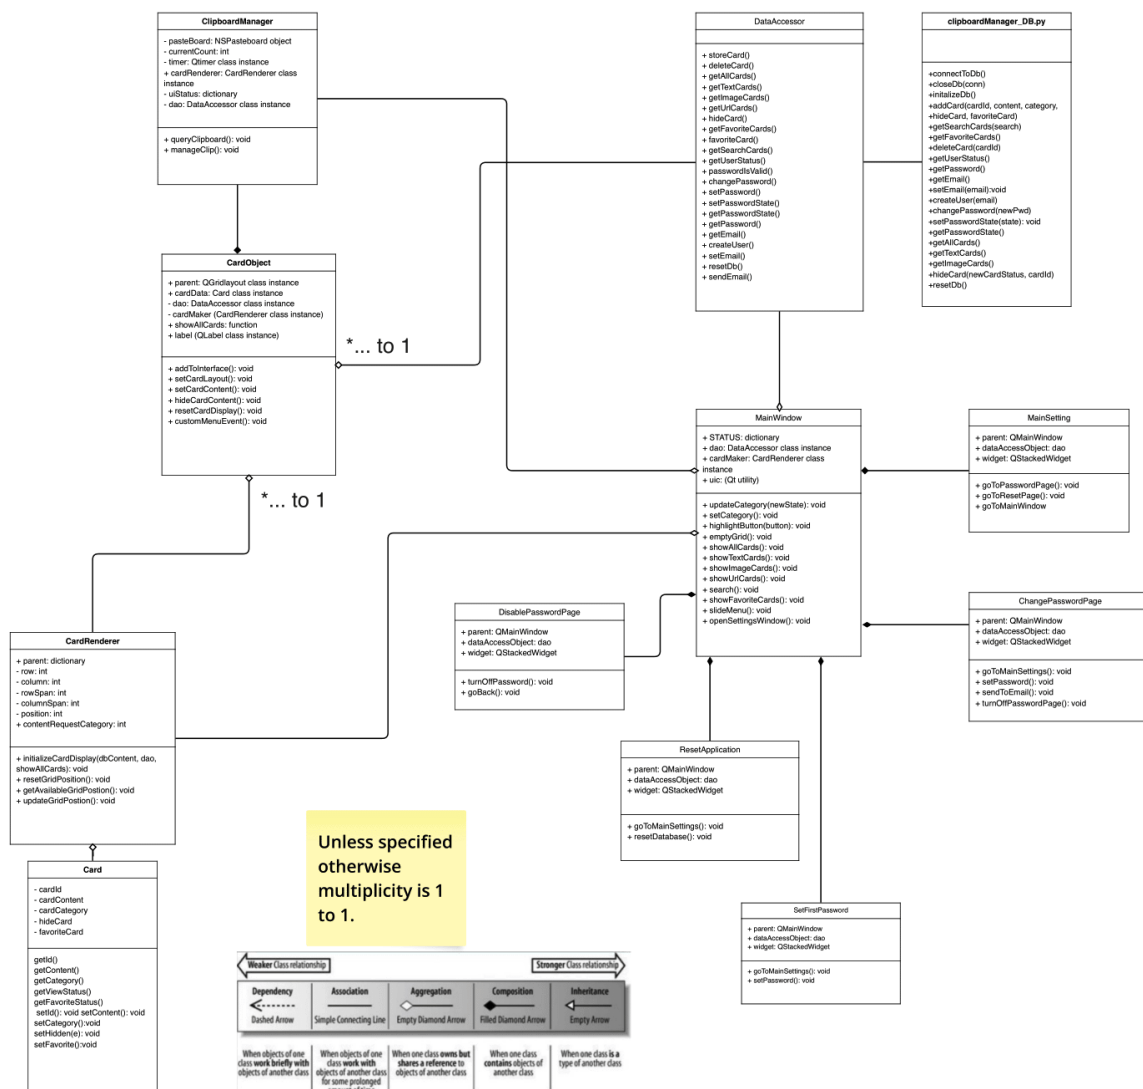 ClipboardManager
- pasteBoard: NSPasteboard object
- currentCount: int
- timer: Qtimer class instance
+ cardRenderer: CardRenderer class
instance
- uiStatus: dictionary
- dao: DataAccessor class instance
+ queryClipboard(): void
+ manageClip(): void
DataAccessor
+ storeCard()
+ deleteCard()
+ getAllCards()
+ getTextCards()
+ getImageCards()
+ getUrlCards()
+ hideCard()
+ getFavoriteCards()
+ favoriteCard()
+ getSearchCards()
+ getUserStatus()
+ passwordIsValid()
+ changePassword()
+ setPassword()
+ setPasswordState()
+ getPasswordState()
+ getPassword()
+ getEmail()
+ createUser()
+ setEmail()
+ resetDb()
+ sendEmail()
clipboardManager_DB.py
+connectToDb()
+closeDb(conn)
+initalizeDb()
+addCard(cardId, content, category,
+hideCard, favoriteCard)
+getSearchCards(search)
+getFavoriteCards()
+deleteCard(cardId)
+getUserStatus()
+getPassword()
+getEmail()
+setEmail(email):void
+createUser(email)
+changePassword(newPwd)
+setPasswordState(state): void
+getPasswordState()
+getAllCards()
+getTextCards()
+getImageCards()
+hideCard(newCardStatus, cardId)
+resetDb()
CardObject
+ parent: QGridlayout class instance
+ cardData: Card class instance
- dao: DataAccessor class instance
- cardMaker (CardRenderer class instance)
+ showAllCards: function
+ label (QLabel class instance)
+ addToInterface(): void
+ setCardLayout(): void
+ setCardContent(): void
+ hideCardContent(): void
+ resetCardDisplay(): void
+ customMenuEvent(): void
*... to 1
*... to 1
MainWindow
+ STATUS: dictionary
+ dao: DataAccessor class instance
+ cardMaker: CardRenderer class
instance
+ uic: (Qt utility)
+ updateCategory(newState): void
+ setCategory(): void
+ highlightButton(button): void
+ emptyGrid(): void
+ showAllCards(): void
+ showTextCards(): void
+ showImageCards(): void
+ showUrlCards(): void
+ search(): void
+ showFavoriteCards(): void
+ slideMenu(): void
+ openSettingsWindow(): void
MainSetting
+ parent: QMainWindow
+ dataAccessObject: dao
+ widget: QStackedWidget
+ goToPasswordPage(): void
+ goToResetPage(): void
+ goToMainWindow
DisablePasswordPage
+ parent: QMainWindow
+ dataAccessObject: dao
+ widget: QStackedWidget
+ turnOffPassword(): void
+ goBack(): void
ChangePasswordPage
+ parent: QMainWindow
+ dataAccessObject: dao
+ widget: QStackedWidget
+ goToMainSettings(): void
+ setPassword(): void
+ sendToEmail(): void
+ turnOffPasswordPage(): void
CardRenderer
+ parent: dictionary
- row: int
- column: int
- rowSpan: int
- columnSpan: int
- position: int
+ contentRequestCategory: int
+ initializeCardDisplay(dbContent, dao,
showAllCards): void
+ resetGridPosition(): void
+ getAvailableGridPostion(): void
+ updateGridPostion(): void
ResetApplication
+ parent: QMainWindow
+ dataAccessObject: dao
+ widget: QStackedWidget
+ goToMainSettings(): void
+ resetDatabase(): void
Card
- cardId
- cardContent
- cardCategory
- hideCard
- favoriteCard
getId()
getContent()
getCategory()
getViewStatus()
getFavoriteStatus()
setId(): void setContent(): void
setCategory():void
setHidden(e): void
setFavorite():void
Unless specified
otherwise
multiplicity is 1
to 1.
SetFirstPassword
+ parent: QMainWindow
+ dataAccessObject: dao
+ widget: QStackedWidget
+ goToMainSettings(): void
+ setPassword(): void
Weaker Class relationship
Stronger Class relationship
Dependency
Association
Aggregation
Composition
Inheritance
Dashed Arrow
Simple Connecting Line
Empty Diamond Arrow
Filled Diamond Arrow
Empty Arrow
When objects of one
class work briefly with
objects of another class
When objects of one
class work with
objects of another class
for some prolonged
When one class owns but
shares a reference to
objects of another class
When one class
contains objects of
another class
When one class is a
type of another class